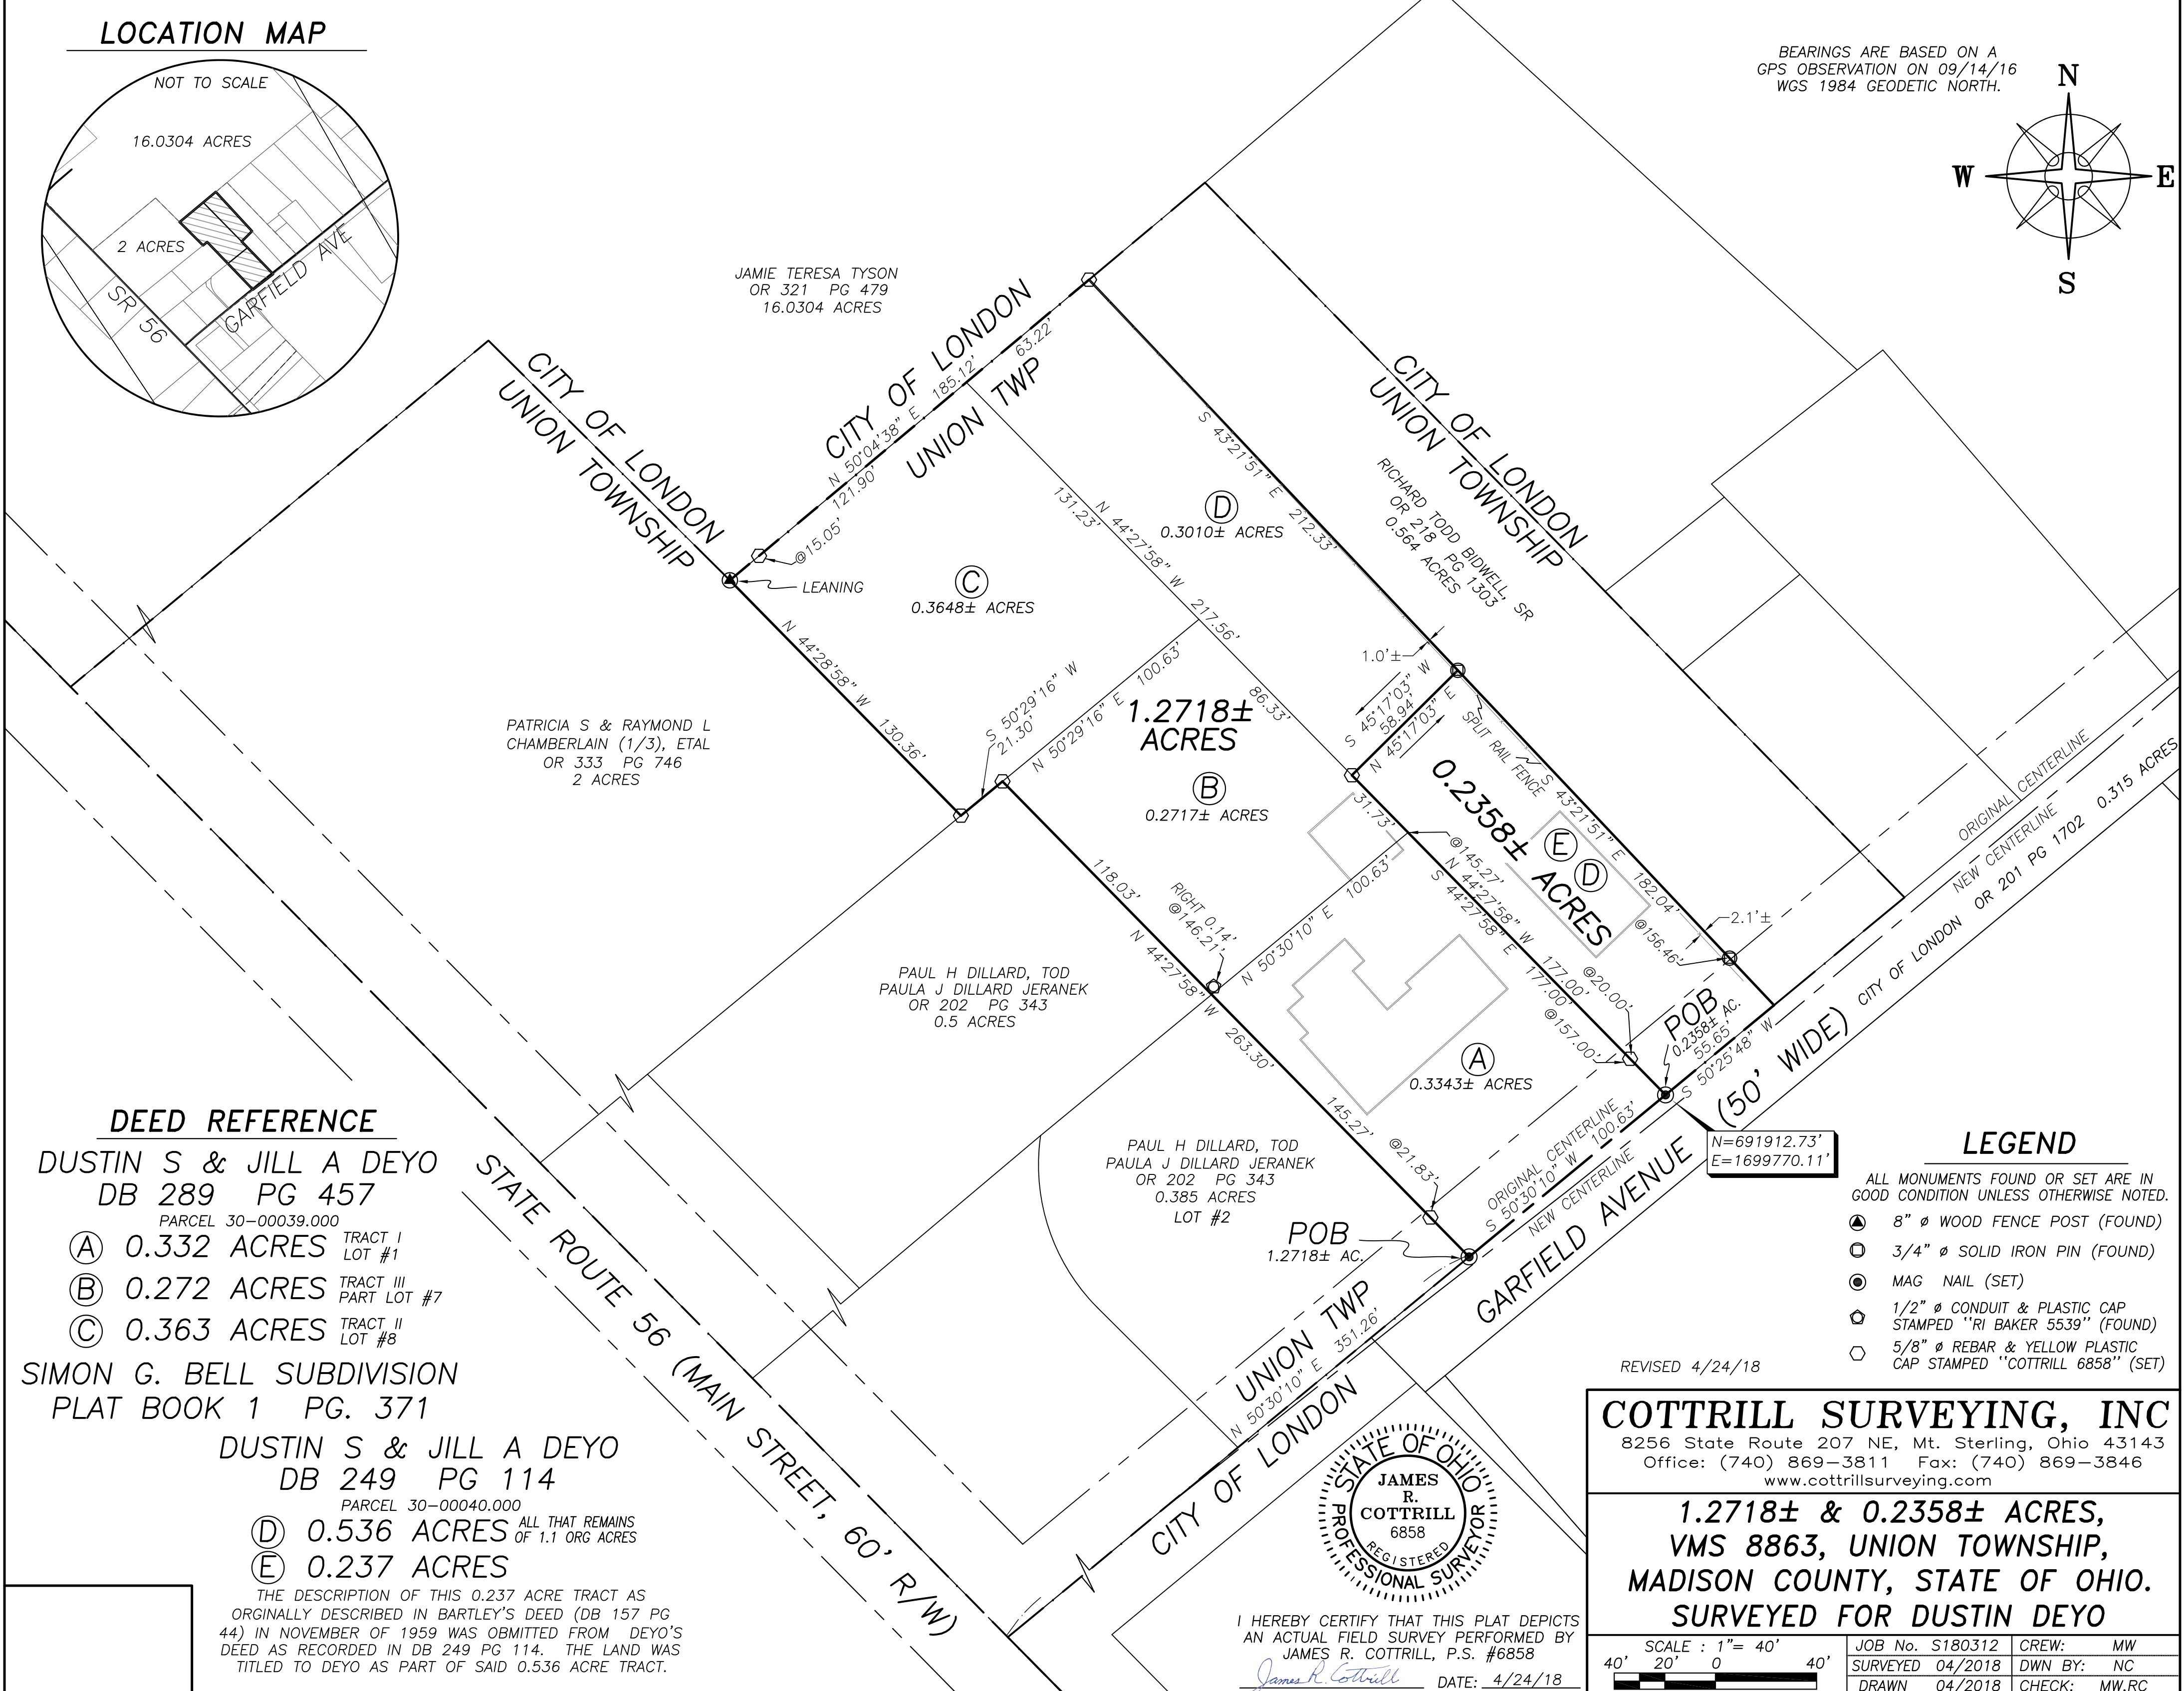 LOCATION MAP
NOT TO SCALE
16.0304 ACRES
2 ACRES
SR 56
GARFIELD AVE
BEARINGS ARE BASED ON A
GPS OBSERVATION ON 09/14/16
WGS 1984 GEODETIC NORTH.
N
W
E
S
JAMIE TERESA TYSON
OR 321 PG 479
16.0304 ACRES
CITY OF LONDON
UNION TOWNSHIP
CITY OF LONDON
N 50°04'38" E 185.12'
63.22'
121.90'
UNION TWP
@15.05'
LEANING
CITY OF LONDON
UNION TOWNSHIP
S 43°21'51" E 212.33'
RICHARD TODD BIDWELL, SR
OR 218 PG 1303
0.564 ACRES
D
0.3010± ACRES
131.23'
N 44°27'58" W 217.56'
86.33'
C
0.3648± ACRES
N 44°28'58" W 130.36'
S 50°29'16" W
21.30'
N 50°29'16" E 100.63'
1.2718±
ACRES
B
0.2717± ACRES
1.0'±
S 45°17'03" W
58.94'
N 45°17'03" E
SPLIT RAIL FENCE
S 43°21'51" E 182.04'
0.2358± ACRES
E
D
31.73'
@145.27'
N 44°27'58" W 177.00'
S 44°27'58" E 177.00'
@20.00'
@157.00'
@156.46'
2.1'±
ORIGINAL CENTERLINE
NEW CENTERLINE
CITY OF LONDON OR 201 PG 1702 0.315 ACRES
PATRICIA S & RAYMOND L
CHAMBERLAIN (1/3), ETAL
OR 333 PG 746
2 ACRES
118.03'
RIGHT 0.14'
@146.21'
N 50°30'10" E 100.63'
N 44°27'58" W 263.30'
145.27'
PAUL H DILLARD, TOD
PAULA J DILLARD JERANEK
OR 202 PG 343
0.5 ACRES
A
0.3343± ACRES
POB
0.2358± AC.
55.65'
S 50°25'48" W
N=691912.73'
E=1699770.11'
@21.83'
ORIGINAL CENTERLINE
S 50°30'10" W 100.63'
NEW CENTERLINE
GARFIELD AVENUE (50' WIDE)
PAUL H DILLARD, TOD
PAULA J DILLARD JERANEK
OR 202 PG 343
0.385 ACRES
LOT #2
POB
1.2718± AC.
UNION TWP
N 50°30'10" E 351.26'
CITY OF LONDON
STATE ROUTE 56 (MAIN STREET, 60' R/W)
DEED REFERENCE
DUSTIN S & JILL A DEYO
DB 289 PG 457
PARCEL 30-00039.000
A 0.332 ACRES TRACT I
LOT #1
B 0.272 ACRES TRACT III
PART LOT #7
C 0.363 ACRES TRACT II
LOT #8
SIMON G. BELL SUBDIVISION
PLAT BOOK 1 PG. 371
DUSTIN S & JILL A DEYO
DB 249 PG 114
PARCEL 30-00040.000
D 0.536 ACRES ALL THAT REMAINS
OF 1.1 ORG ACRES
E 0.237 ACRES
THE DESCRIPTION OF THIS 0.237 ACRE TRACT AS
ORGINALLY DESCRIBED IN BARTLEY'S DEED (DB 157 PG
44) IN NOVEMBER OF 1959 WAS OBMITTED FROM DEYO'S
DEED AS RECORDED IN DB 249 PG 114. THE LAND WAS
TITLED TO DEYO AS PART OF SAID 0.536 ACRE TRACT.
LEGEND
ALL MONUMENTS FOUND OR SET ARE IN
GOOD CONDITION UNLESS OTHERWISE NOTED.
8" ø WOOD FENCE POST (FOUND)
3/4" ø SOLID IRON PIN (FOUND)
MAG NAIL (SET)
1/2" ø CONDUIT & PLASTIC CAP
STAMPED "RI BAKER 5539" (FOUND)
5/8" ø REBAR & YELLOW PLASTIC
CAP STAMPED "COTTRILL 6858" (SET)
REVISED 4/24/18
STATE OF OHIO
JAMES
R.
COTTRILL
6858
REGISTERED
PROFESSIONAL SURVEYOR
I HEREBY CERTIFY THAT THIS PLAT DEPICTS
AN ACTUAL FIELD SURVEY PERFORMED BY
JAMES R. COTTRILL, P.S. #6858
James R. Cottrill DATE: 4/24/18
COTTRILL SURVEYING, INC
8256 State Route 207 NE, Mt. Sterling, Ohio 43143
Office: (740) 869-3811 Fax: (740) 869-3846
www.cottrillsurveying.com
1.2718± & 0.2358± ACRES,
VMS 8863, UNION TOWNSHIP,
MADISON COUNTY, STATE OF OHIO.
SURVEYED FOR DUSTIN DEYO
SCALE : 1"= 40'
40' 20' 0 40'
JOB No. S180312 CREW: MW
SURVEYED 04/2018 DWN BY: NC
DRAWN 04/2018 CHECK: MW,RC